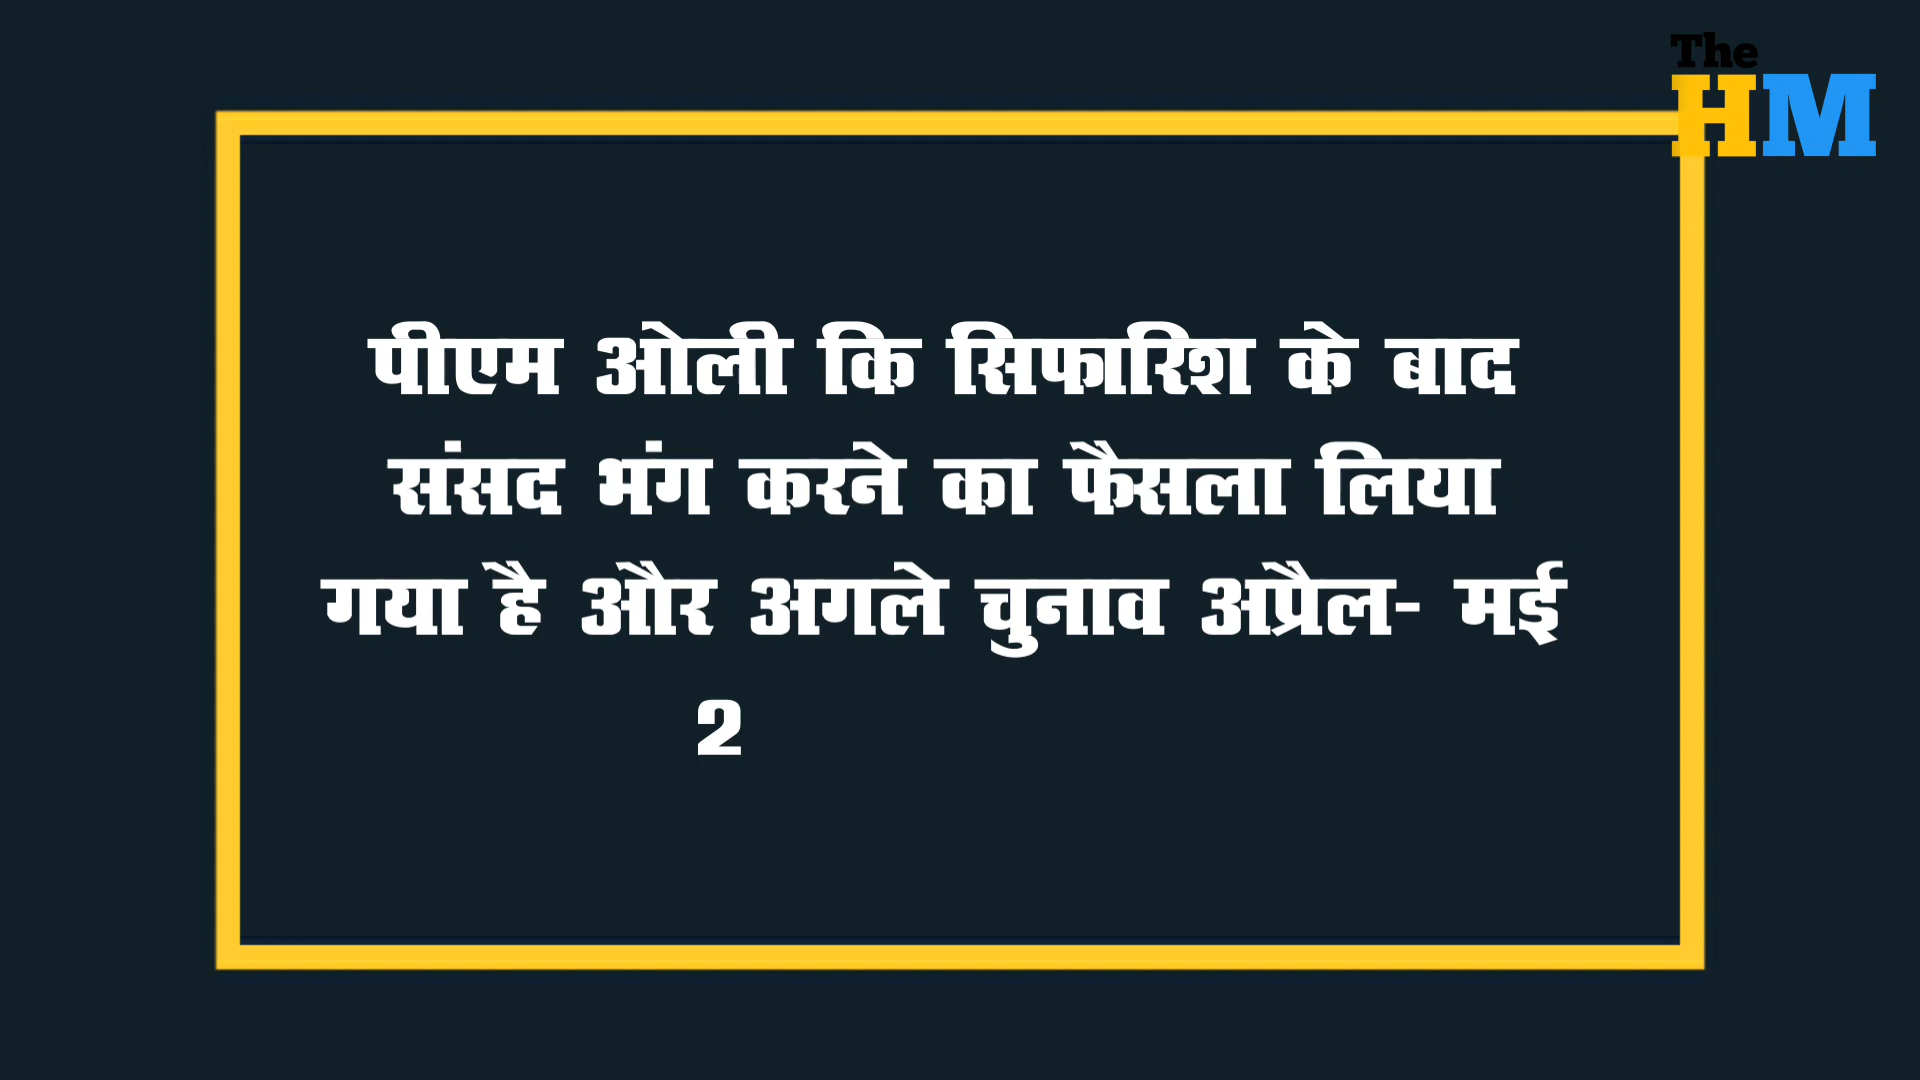 The
HM
पीएम ओली कि सिफारिश के बाद
संसद भंग करने का फैसला लिया
गया है और अगले चुनाव अप्रैल- मई
2